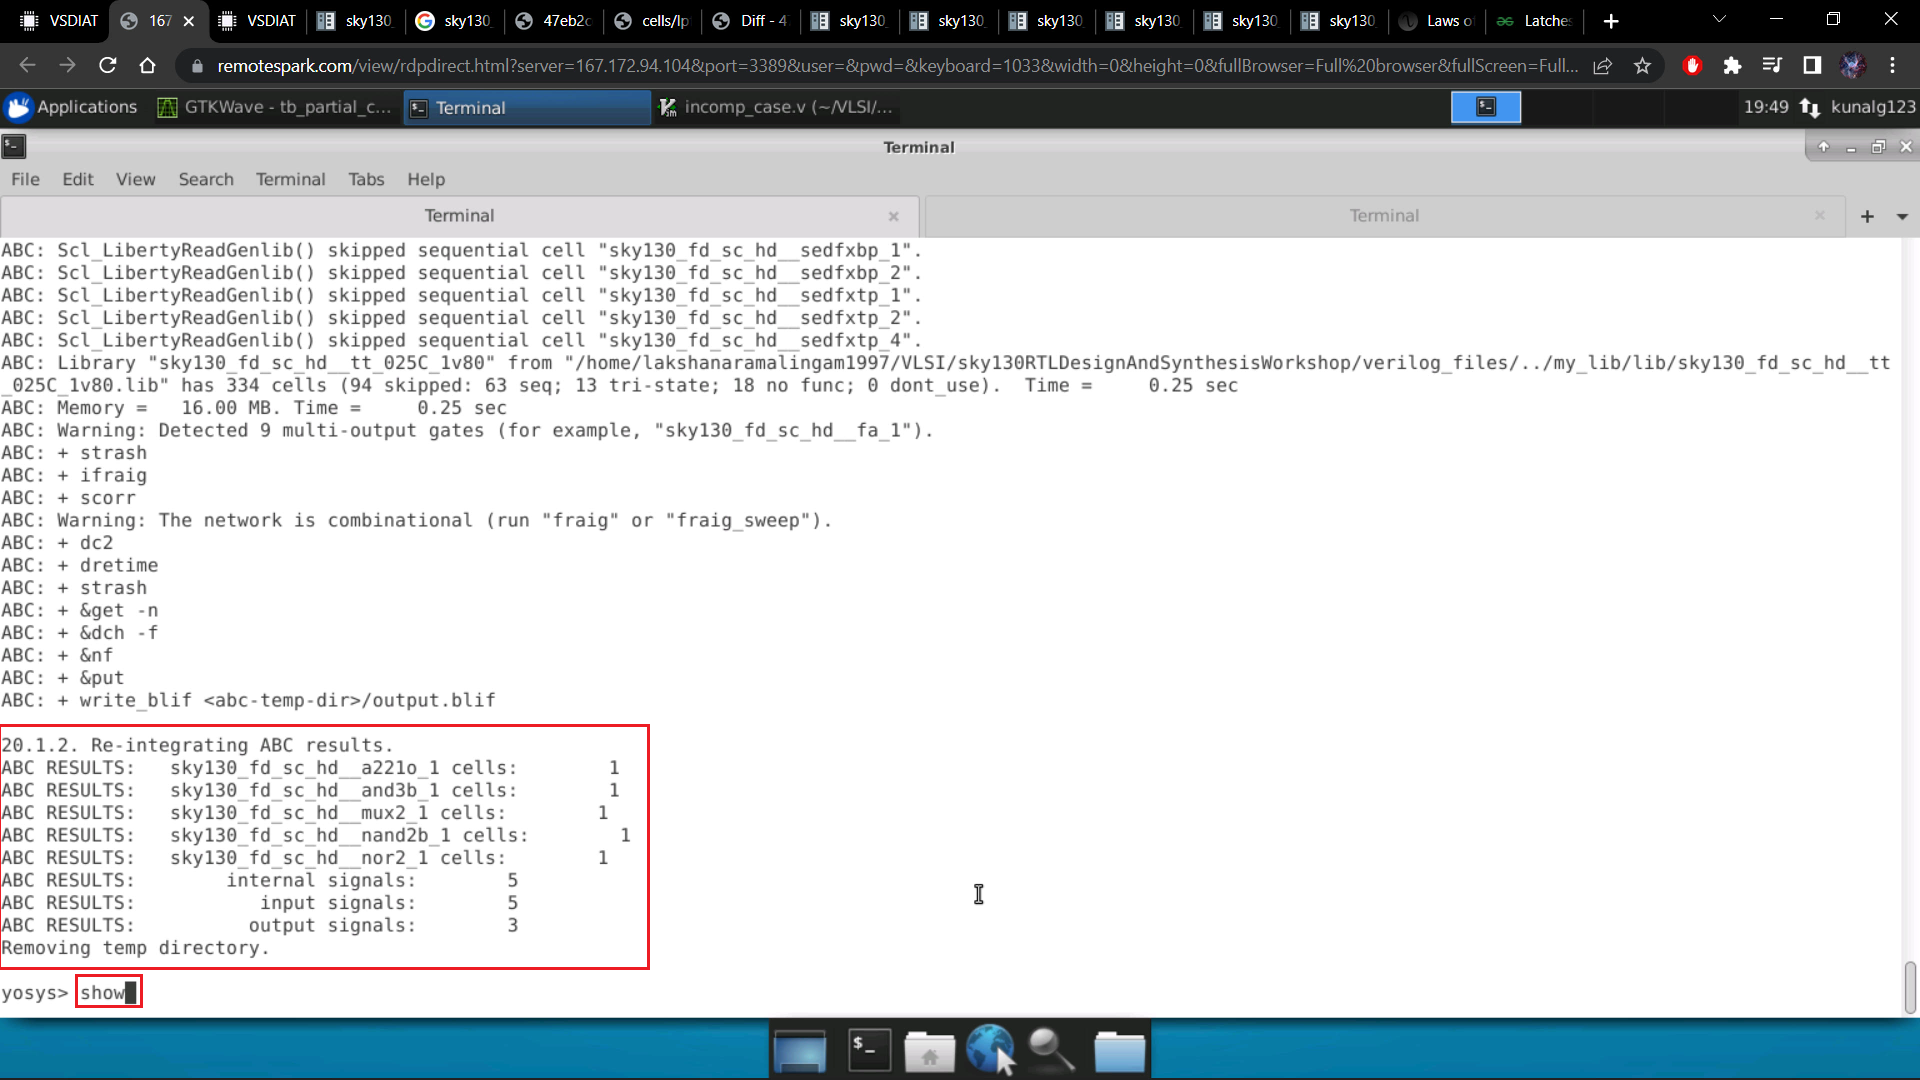 VSDIAT
167
VSDIAT
sky130
sky130
47eb2c
cells/lp
Diff - 4
sky130
sky130
sky130
sky130
sky130
sky130
Laws o
Latches
remotespark.com/view/rdpdirect.html?server=167.172.94.104&port=3389&user=&pwd=&keyboard=1033&width=0&height=0&fullBrowser=Full%20browser&fullScreen=Full...
Applications
GTKWave - tb_partial_c...
Terminal
incomp_case.v (~/VLSI/...
19:49
kunalg123
Terminal
File Edit View Search Terminal Tabs Help
Terminal
Terminal
ABC: Scl_LibertyReadGenlib() skipped sequential cell "sky130_fd_sc_hd__sedfxbp_1".
ABC: Scl_LibertyReadGenlib() skipped sequential cell "sky130_fd_sc_hd__sedfxbp_2".
ABC: Scl_LibertyReadGenlib() skipped sequential cell "sky130_fd_sc_hd__sedfxtp_1".
ABC: Scl_LibertyReadGenlib() skipped sequential cell "sky130_fd_sc_hd__sedfxtp_2".
ABC: Scl_LibertyReadGenlib() skipped sequential cell "sky130_fd_sc_hd__sedfxtp_4".
ABC: Library "sky130_fd_sc_hd__tt_025C_1v80" from "/home/lakshanaramalingam1997/VLSI/sky130RTLDesignAndSynthesisWorkshop/verilog_files/../my_lib/lib/sky130_fd_sc_hd__tt
_025C_1v80.lib" has 334 cells (94 skipped: 63 seq; 13 tri-state; 18 no func; 0 dont_use).  Time =     0.25 sec
ABC: Memory =   16.00 MB. Time =     0.25 sec
ABC: Warning: Detected 9 multi-output gates (for example, "sky130_fd_sc_hd__fa_1").
ABC: + strash
ABC: + ifraig
ABC: + scorr
ABC: Warning: The network is combinational (run "fraig" or "fraig_sweep").
ABC: + dc2
ABC: + dretime
ABC: + strash
ABC: + &get -n
ABC: + &dch -f
ABC: + &nf
ABC: + &put
ABC: + write_blif <abc-temp-dir>/output.blif
20.1.2. Re-integrating ABC results.
ABC RESULTS:   sky130_fd_sc_hd__a221o_1 cells:        1
ABC RESULTS:   sky130_fd_sc_hd__and3b_1 cells:        1
ABC RESULTS:   sky130_fd_sc_hd__mux2_1 cells:        1
ABC RESULTS:   sky130_fd_sc_hd__nand2b_1 cells:        1
ABC RESULTS:   sky130_fd_sc_hd__nor2_1 cells:        1
ABC RESULTS:        internal signals:        5
ABC RESULTS:           input signals:        5
ABC RESULTS:          output signals:        3
Removing temp directory.
yosys> show